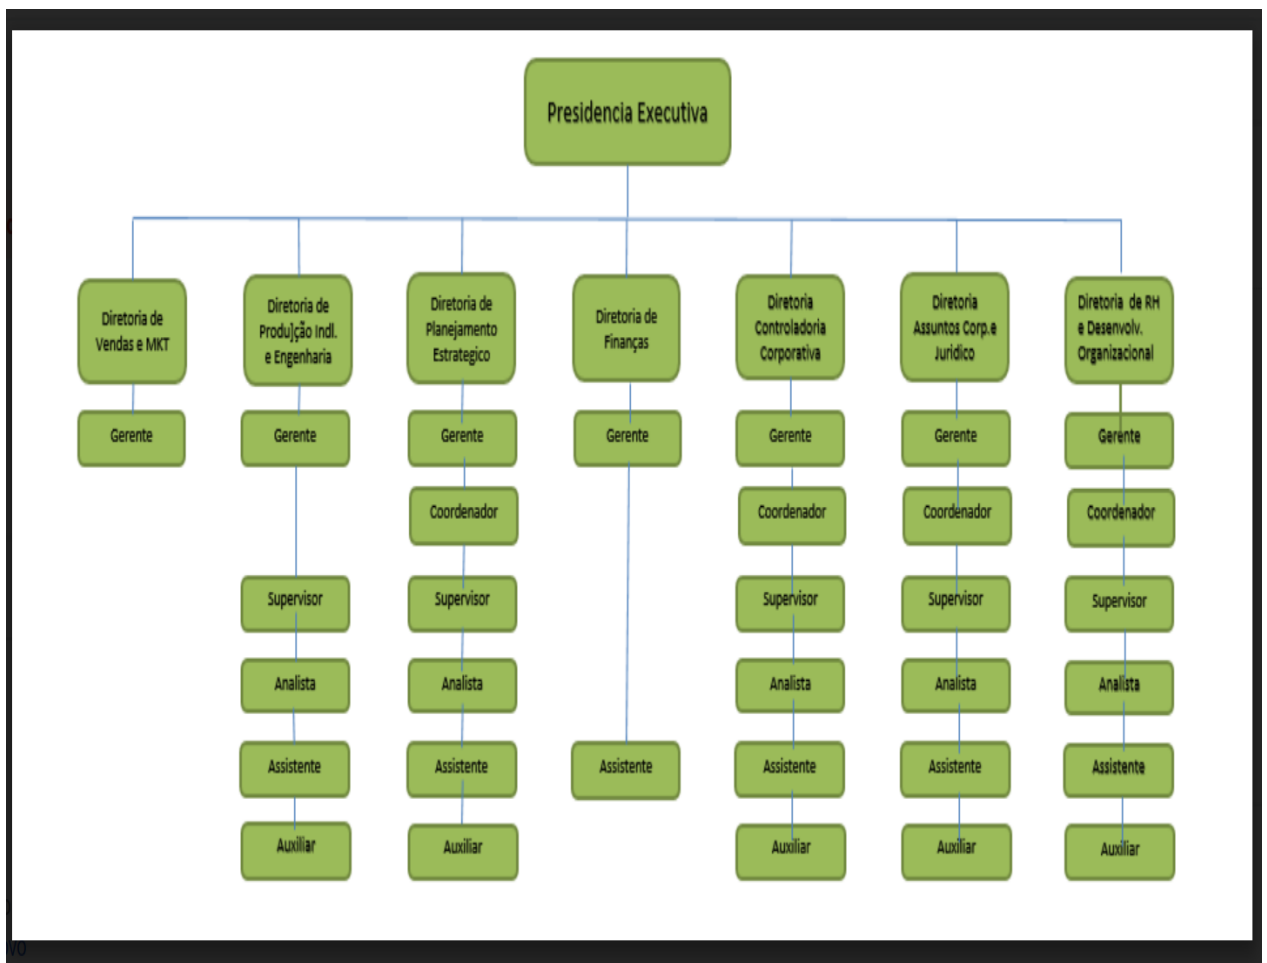 Presidencia Executiva
Diretoria de
Vendas e MKT
Diretoria de
Produ]ção Indl.
e Engenharia
Diretoria de
Planejamento
Estrategico
Diretoria de
Finanças
Diretoria
Controladoria
Corporativa
Diretoria
Assuntos Corp.e
Juridico
Diretoria de RH
e Desenvolv.
Organizacional
Gerente
Gerente
Gerente
Gerente
Gerente
Gerente
Gerente
Coordenador
Coordenador
Coordenador
Coordenador
Supervisor
Supervisor
Supervisor
Supervisor
Supervisor
Analista
Analista
Analista
Analista
Analista
Assistente
Assistente
Assistente
Assistente
Assistente
Assistente
Auxiliar
Auxiliar
Auxiliar
Auxiliar
Auxiliar